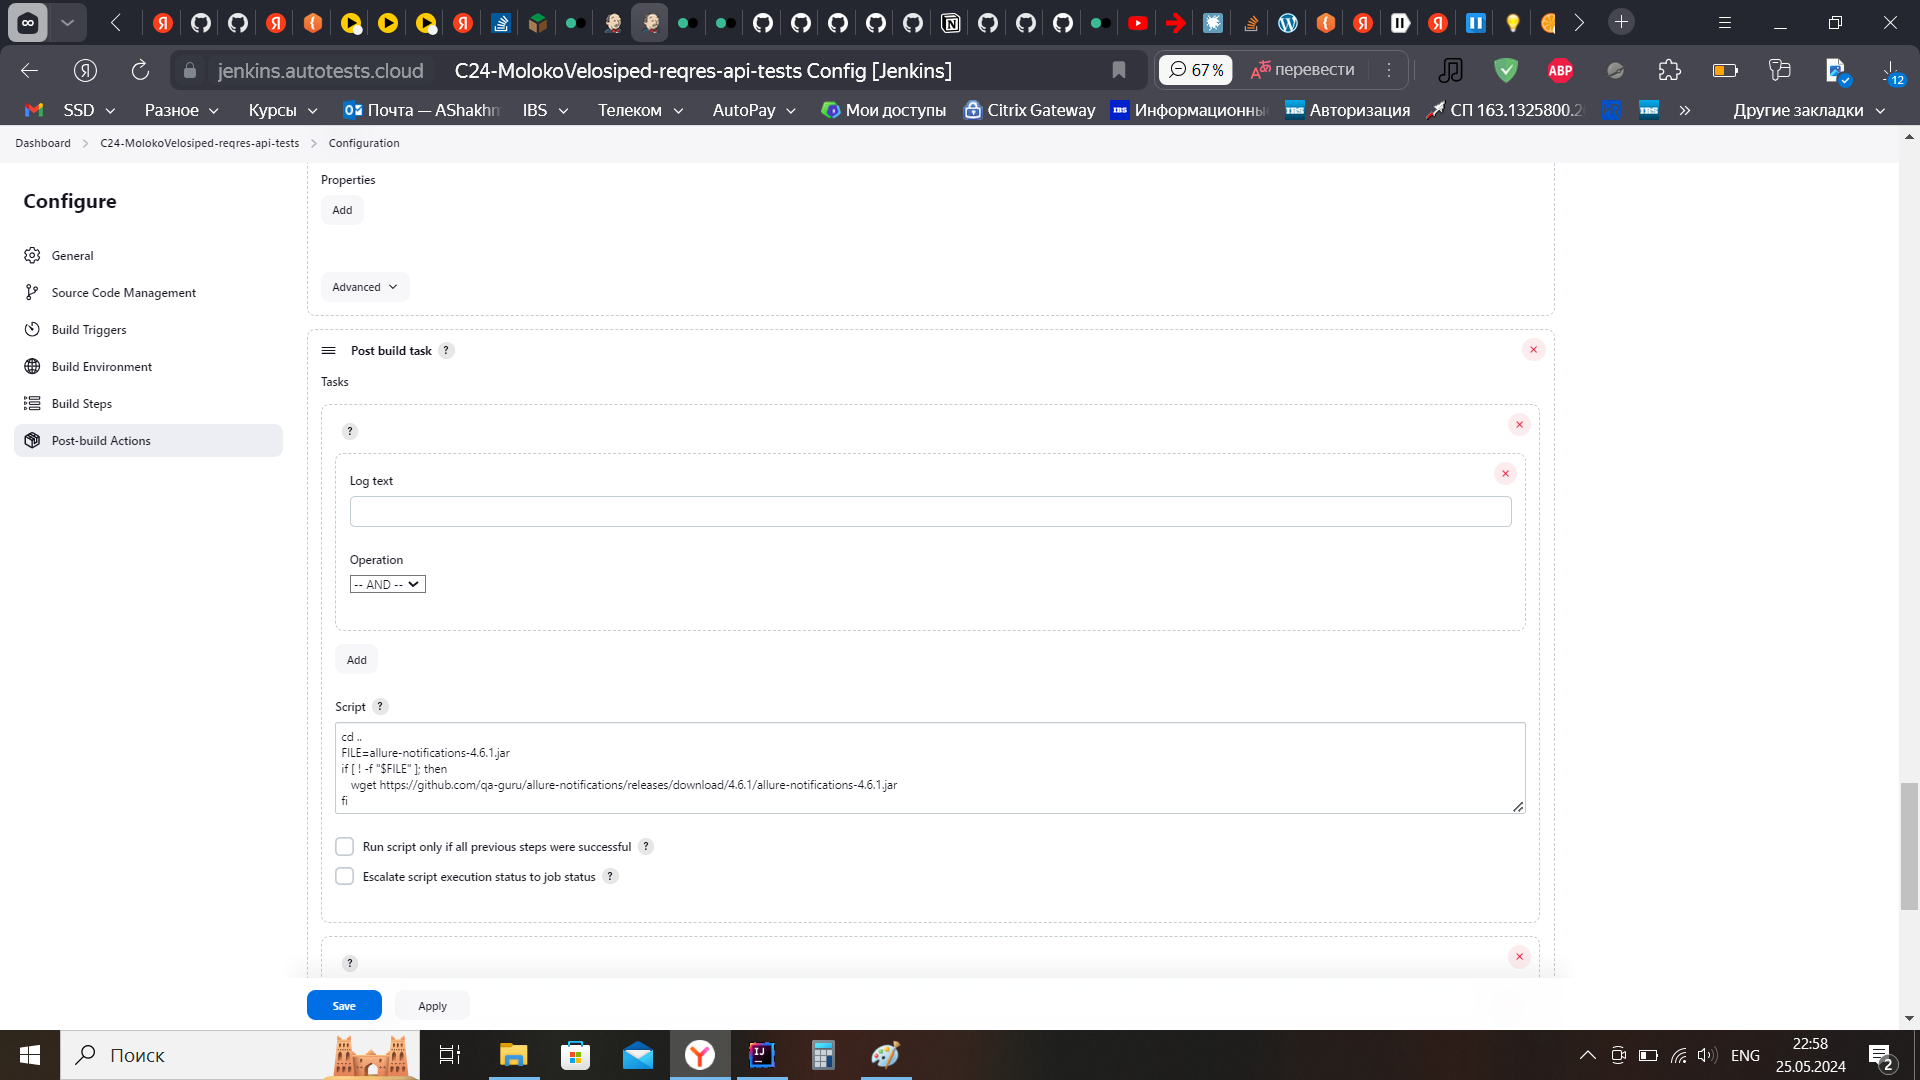 jenkins.autotests.cloud
C24-MolokoVelosiped-reqres-api-tests Config [Jenkins]
67 %
перевести
ABP
12
SSD
Разное
Курсы
Почта — AShakhn
IBS
Телеком
AutoPay
Мои доступы
Citrix Gateway
IBS
Информационны
IBS
Авторизация
СП 163.1325800.2
IBS
»
Другие закладки
Dashboard
C24-MolokoVelosiped-reqres-api-tests
Configuration
Configure
General
Source Code Management
Build Triggers
Build Environment
Build Steps
Post-build Actions
Properties
Add
Advanced
Post build task ?
Tasks
?
Log text
Operation
-- AND --
Add
Script ?
cd ..
FILE=allure-notifications-4.6.1.jar
if [ ! -f "$FILE" ]; then
wget https://github.com/qa-guru/allure-notifications/releases/download/4.6.1/allure-notifications-4.6.1.jar
fi
Run script only if all previous steps were successful ?
Escalate script execution status to job status ?
?
Save
Apply
Поиск
ENG
22:58
25.05.2024
2